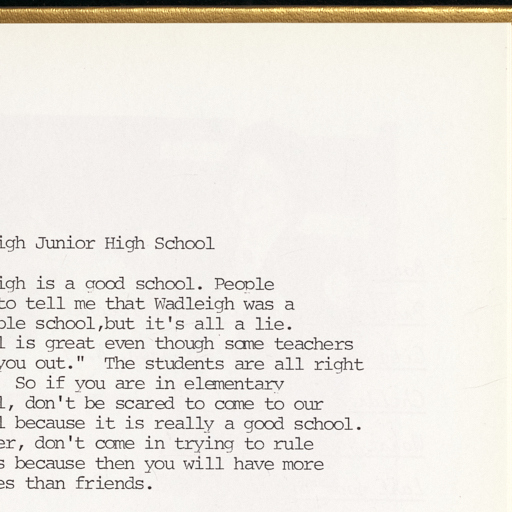 igh Junior High School
igh is a good school. People
to tell me that Wadleigh was a
ble school,but it's all a lie.
l is great even though some teachers
you out." The students are all right
So if you are in elementary
l, don't be scared to come to our
l because it is really a good school.
er, don't come in trying to rule
s because then you will have more
es than friends.